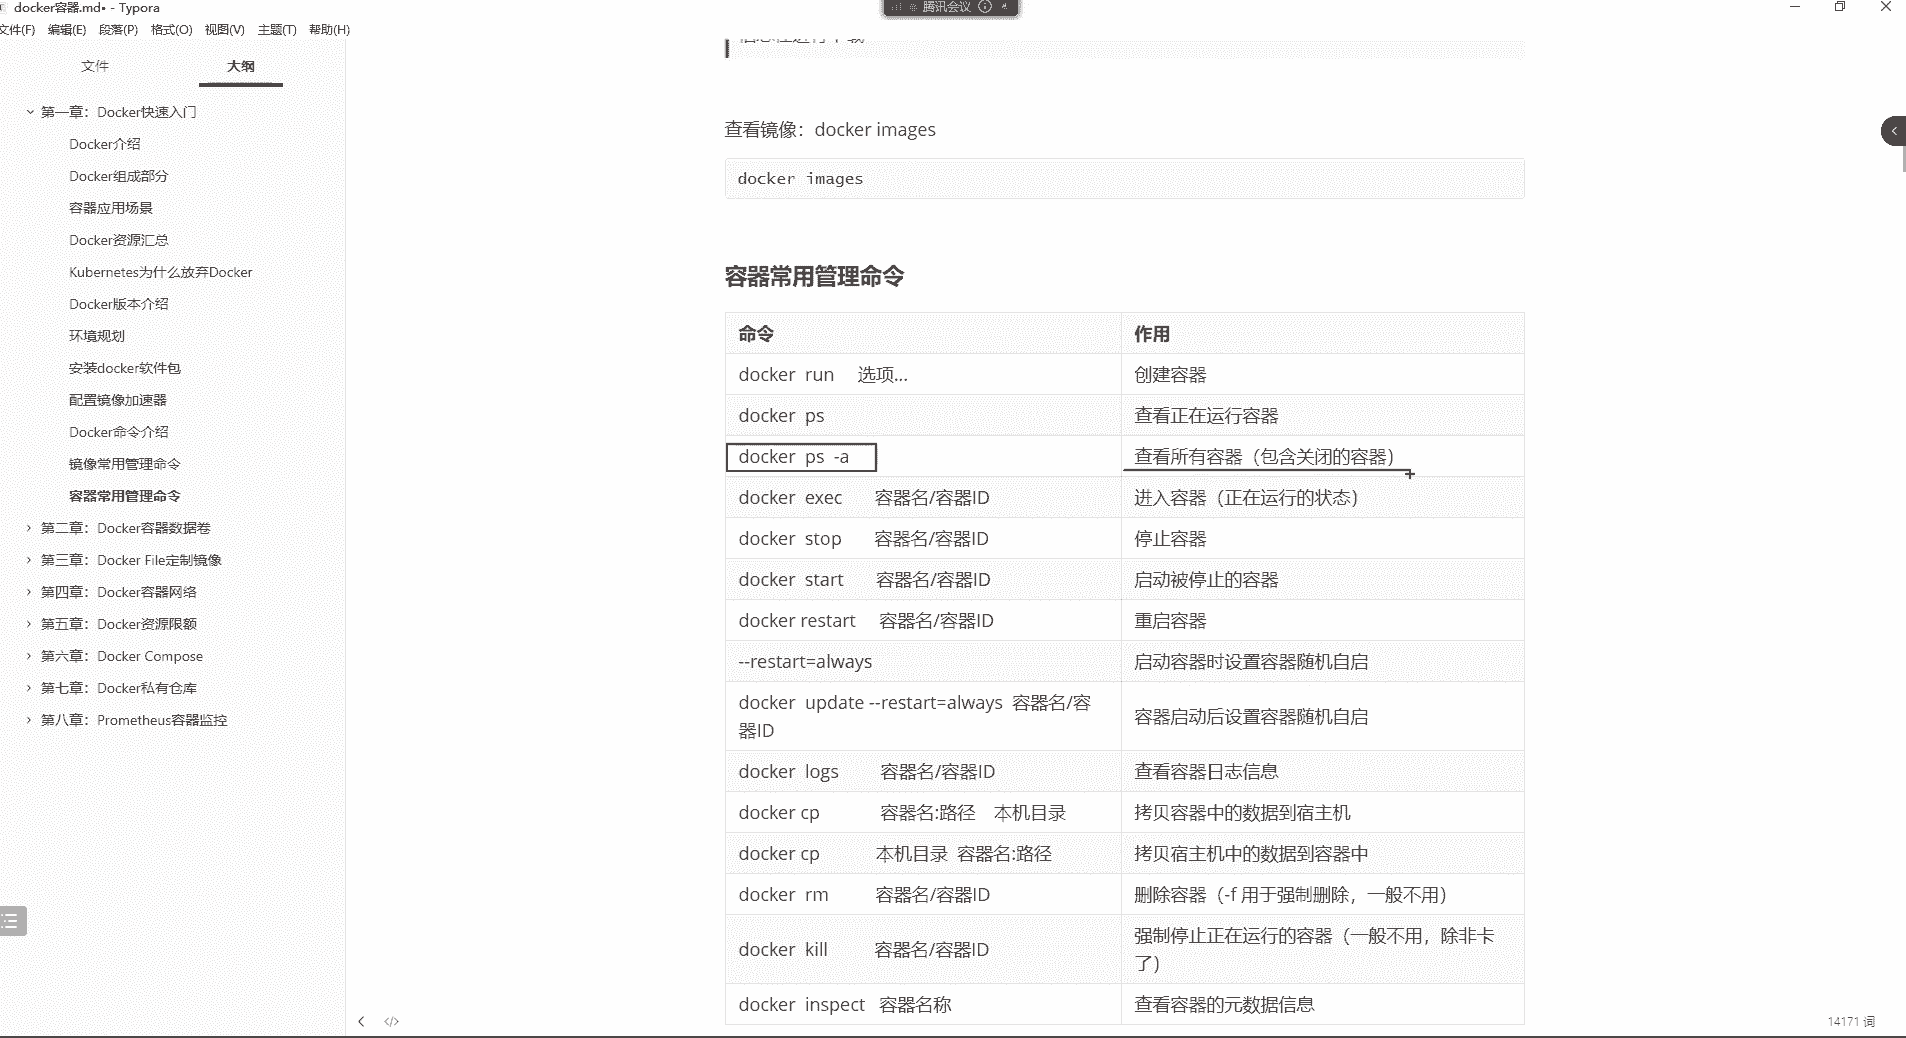 docker容器.md• - Typora
腾讯会议
文件(F) 编辑(E) 段落(P) 格式(O) 视图(V) 主题(T) 帮助(H)
文件 大纲
第一章：Docker快速入门
Docker介绍
Docker组成部分
容器应用场景
Docker资源汇总
Kubernetes为什么放弃Docker
Docker版本介绍
环境规划
安装docker软件包
配置镜像加速器
Docker命令介绍
镜像常用管理命令
容器常用管理命令
第二章：Docker容器数据卷
第三章：Docker File定制镜像
第四章：Docker容器网络
第五章：Docker资源限额
第六章：Docker Compose
第七章：Docker私有仓库
第八章：Prometheus容器监控
查看镜像：docker images
docker images
容器常用管理命令
命令 作用
docker run 选项... 创建容器
docker ps 查看正在运行容器
docker ps -a 查看所有容器（包含关闭的容器）
docker exec 容器名/容器ID 进入容器（正在运行的状态）
docker stop 容器名/容器ID 停止容器
docker start 容器名/容器ID 启动被停止的容器
docker restart 容器名/容器ID 重启容器
--restart=always 启动容器时设置容器随机自启
docker update --restart=always 容器名/容
器ID 容器启动后设置容器随机自启
docker logs 容器名/容器ID 查看容器日志信息
docker cp 容器名:路径 本机目录 拷贝容器中的数据到宿主机
docker cp 本机目录 容器名:路径 拷贝宿主机中的数据到容器中
docker rm 容器名/容器ID 删除容器（-f 用于强制删除，一般不用）
docker kill 容器名/容器ID 强制停止正在运行的容器（一般不用，除非卡
了）
docker inspect 容器名称 查看容器的元数据信息
14171 词